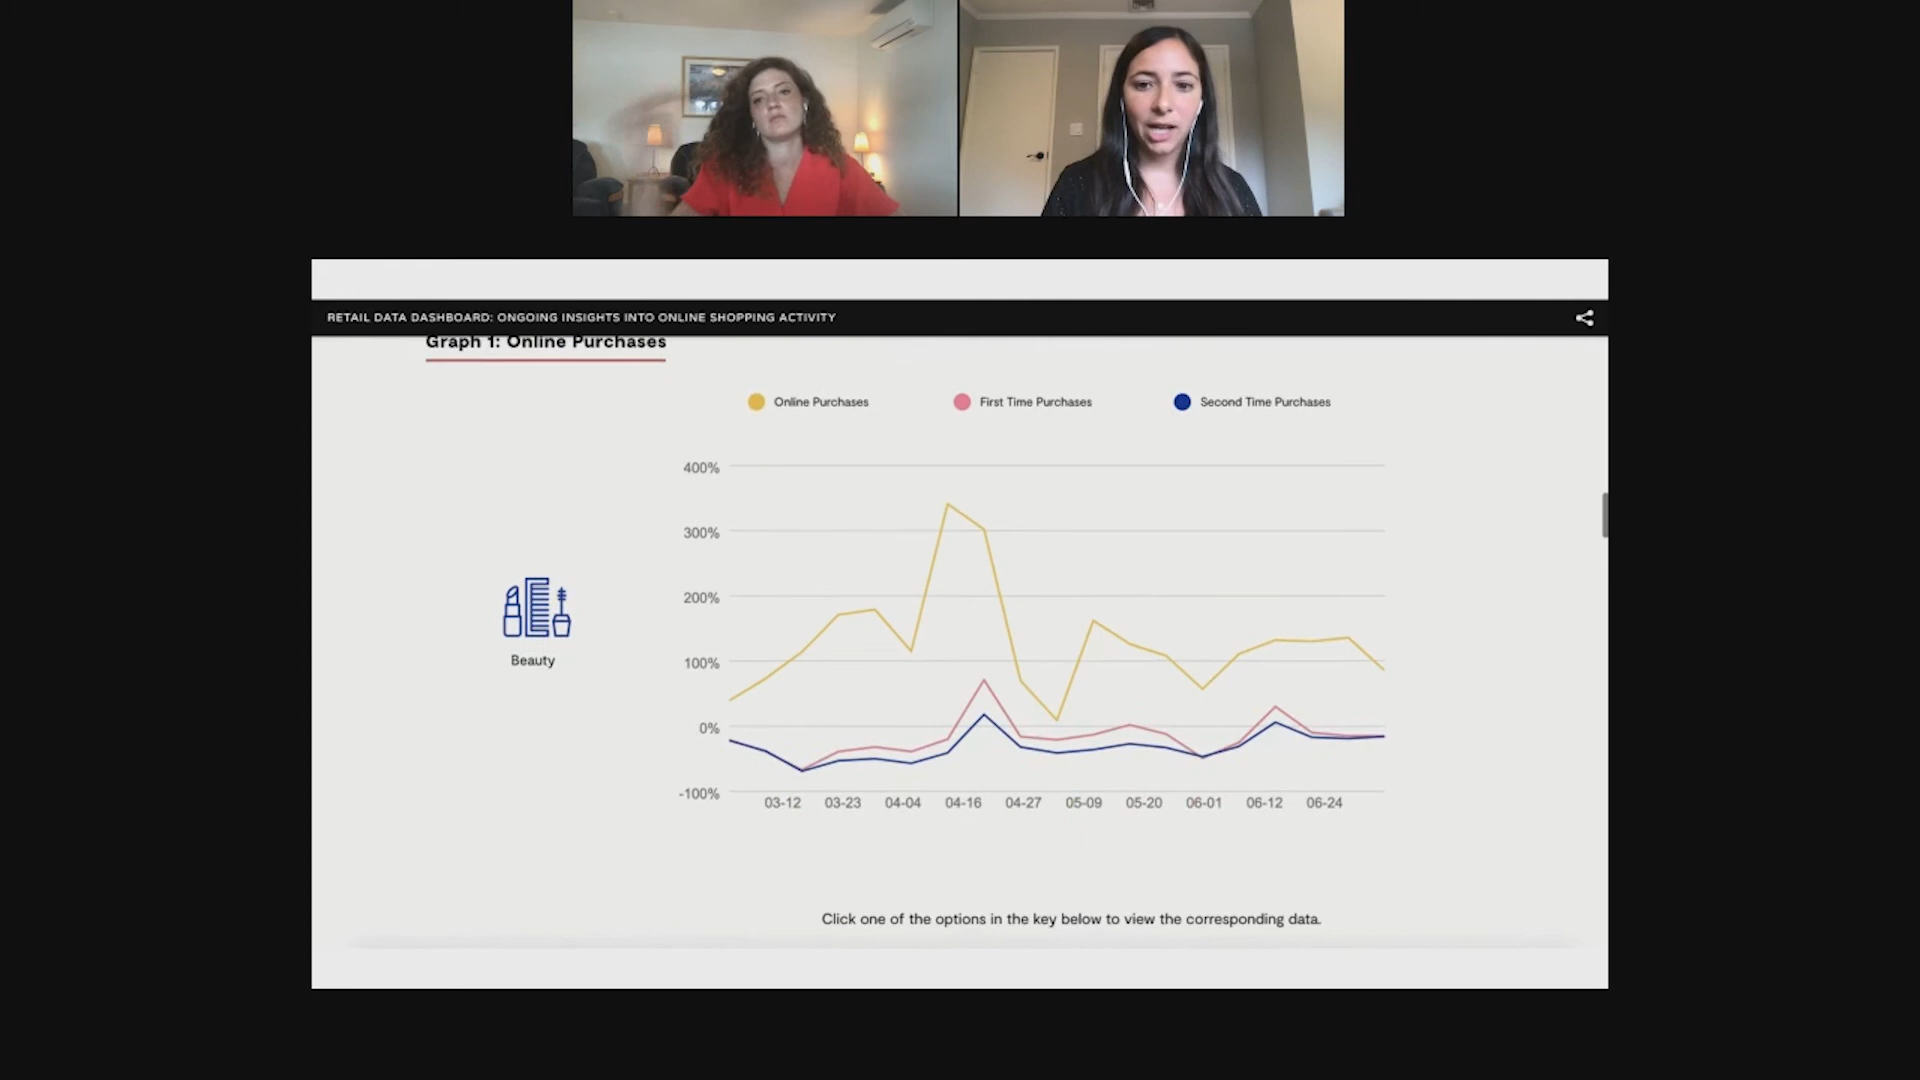 RETAIL DATA DASHBOARD: ONGOING INSIGHTS INTO ONLINE SHOPPING ACTIVITY
Graph 1: Online Purchases
Online Purchases
First Time Purchases
Second Time Purchases
400%
300%
200%
100%
0%
-100%
Beauty
03-12 03-23 04-04 04-16 04-27 05-09 05-20 06-01 06-12 06-24
Click one of the options in the key below to view the corresponding data.